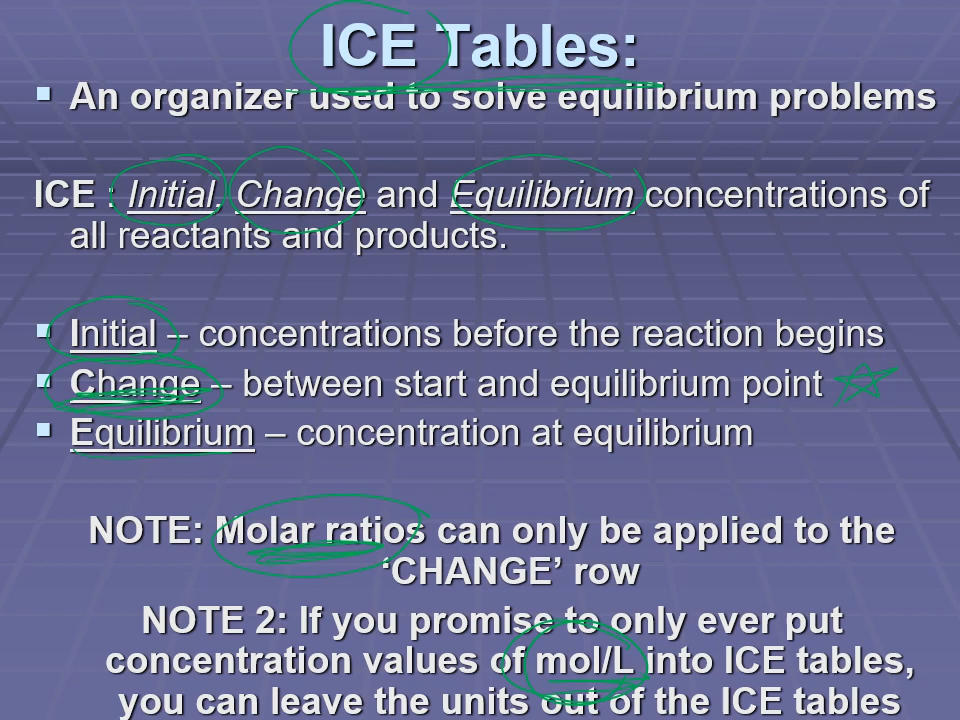 ICE Tables:
▪ An organizer used to solve equilibrium problems
ICE : Initial, Change and Equilibrium concentrations of
all reactants and products.
▪ Initial – concentrations before the reaction begins
▪ Change – between start and equilibrium point
▪ Equilibrium – concentration at equilibrium
NOTE: Molar ratios can only be applied to the
‘CHANGE’ row
NOTE 2: If you promise to only ever put
concentration values of mol/L into ICE tables,
you can leave the units out of the ICE tables